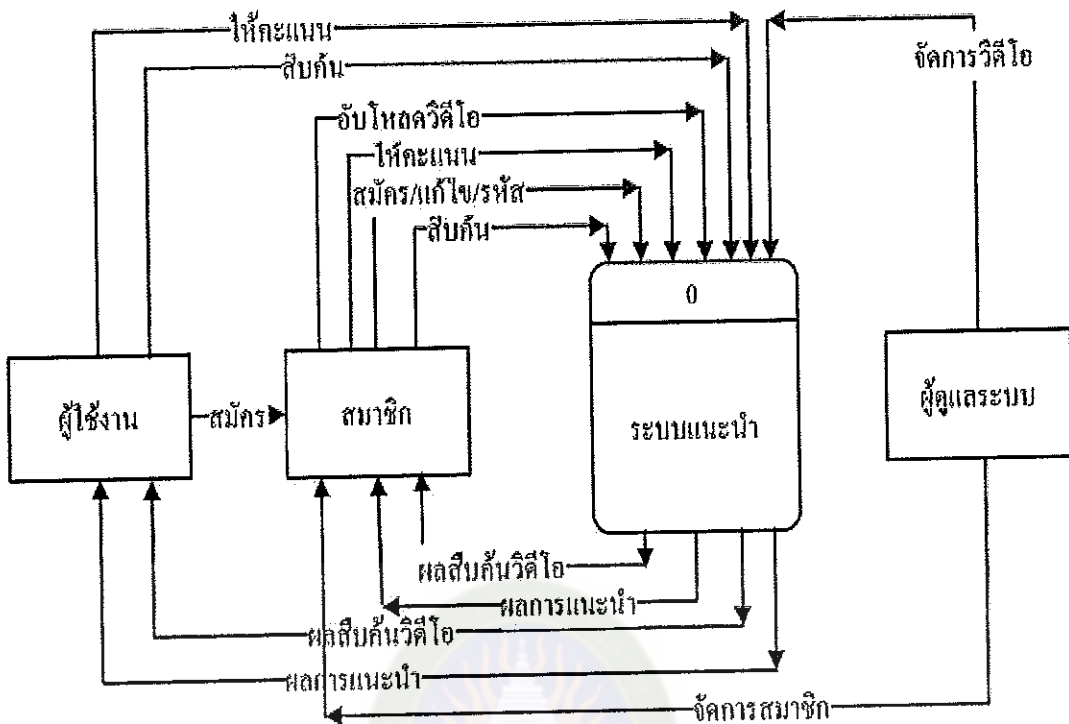 ให้คะแนน
จัดการวิดีโอ
สืบค้น
อับโหลดวิดีโอ
ให้คะแนน
สมัคร/แก้ไข/รหัส
สืบค้น
0
ผู้ใช้งาน
สมัคร
สมาชิก
ระบบแนะนำ
ผู้ดูแลระบบ
ผลสืบค้นวิดีโอ
ผลการแนะนำ
ผลสืบค้นวิดีโอ
ผลการแนะนำ
จัดการสมาชิก